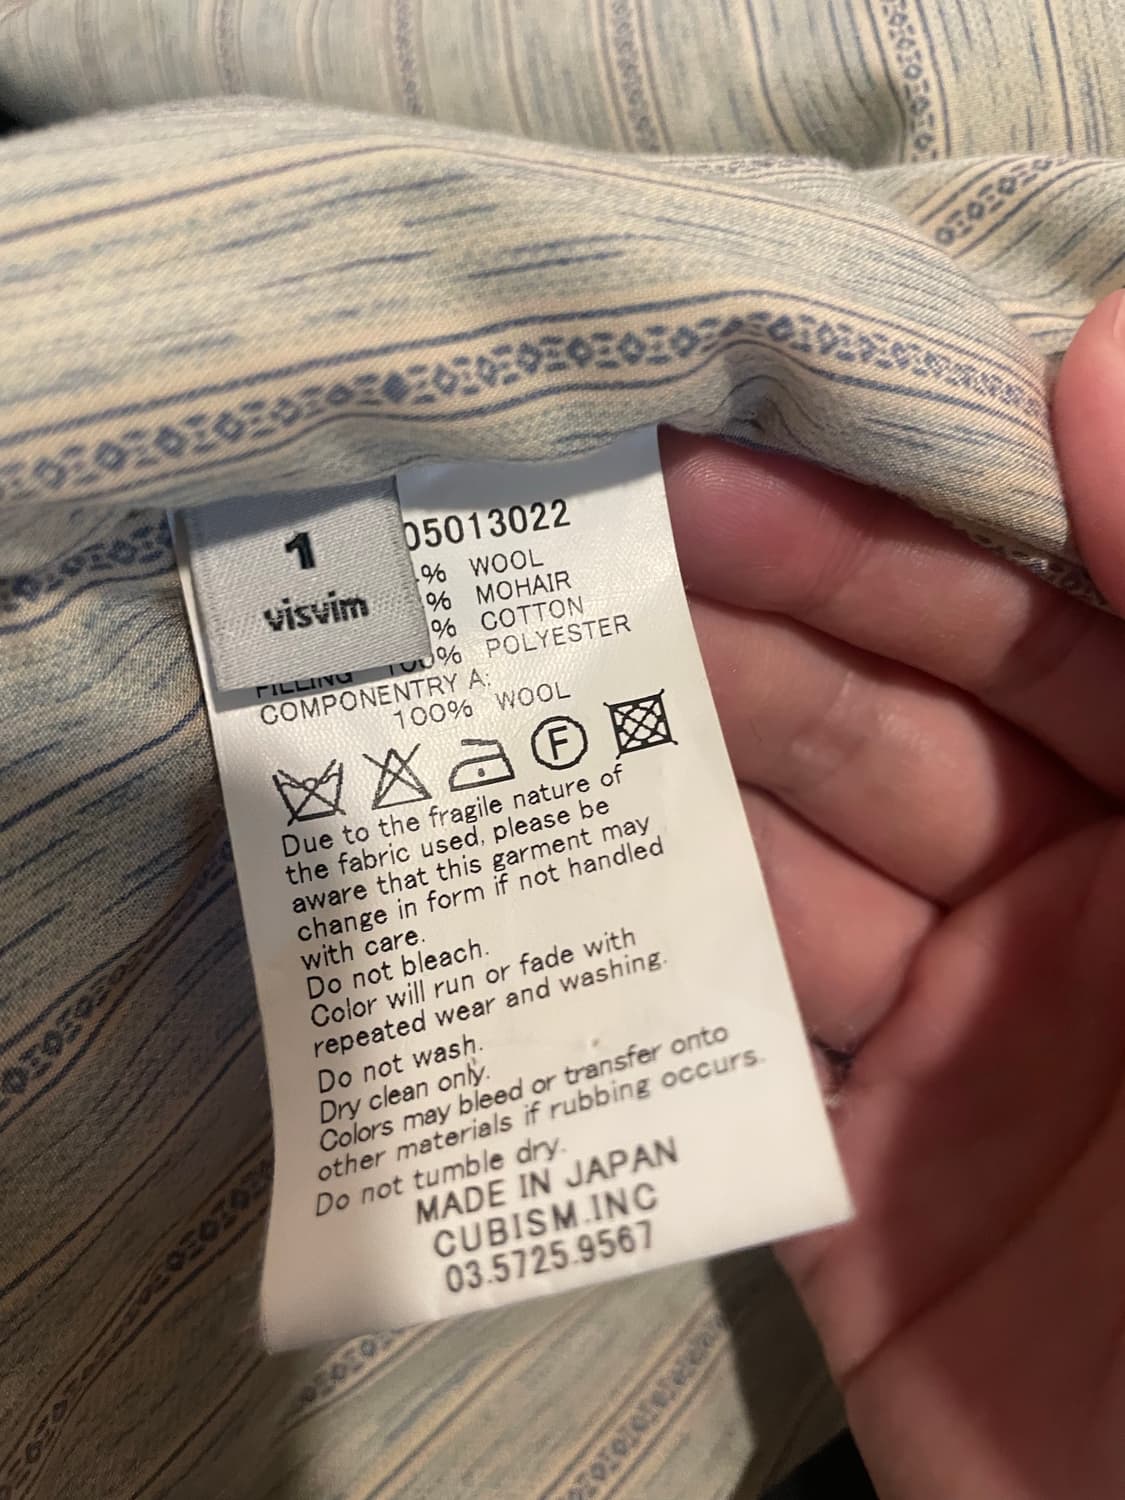 1
visvim
05013022
% WOOL
% MOHAIR
% COTTON
100% POLYESTER
FILLING
COMPONENTRY A:
100% WOOL
F
Due to the fragile nature of
the fabric used, please be
aware that this garment may
change in form if not handled
with care.
Do not bleach.
Color will run or fade with
repeated wear and washing.
Do not wash.
Dry clean only.
Colors may bleed or transfer onto
other materials if rubbing occurs.
Do not tumble dry.
MADE IN JAPAN
CUBISM.INC
03.5725.9567